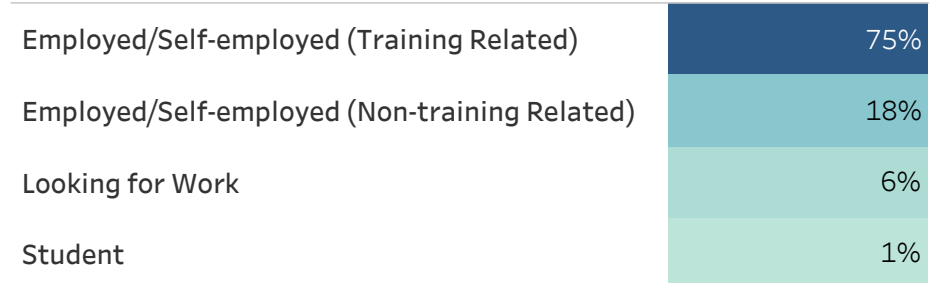 Employed/Self-employed (Training Related) 75%
Employed/Self-employed (Non-training Related) 18%
Looking for Work 6%
Student 1%